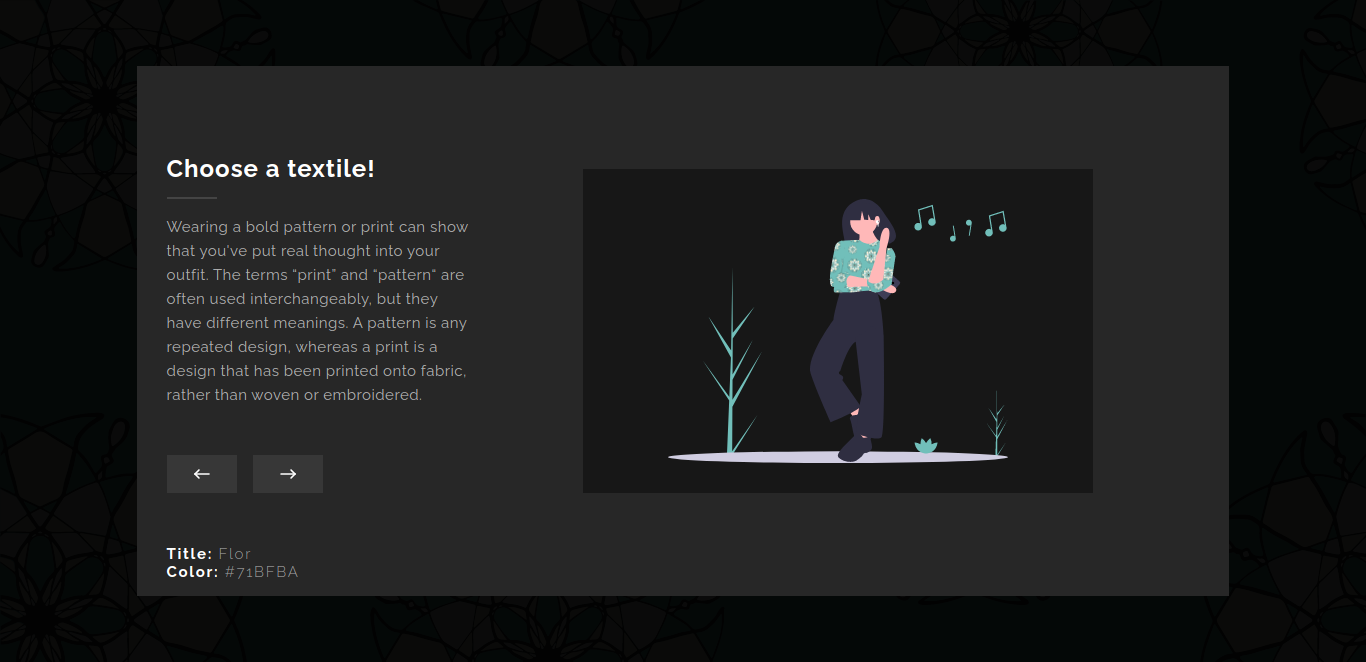 Choose a textile!
Wearing a bold pattern or print can show
that you've put real thought into your
outfit. The terms “print” and “pattern“ are
often used interchangeably, but they
have different meanings. A pattern is any
repeated design, whereas a print is a
design that has been printed onto fabric,
rather than woven or embroidered.
Title: Flor
Color: #71BFBA